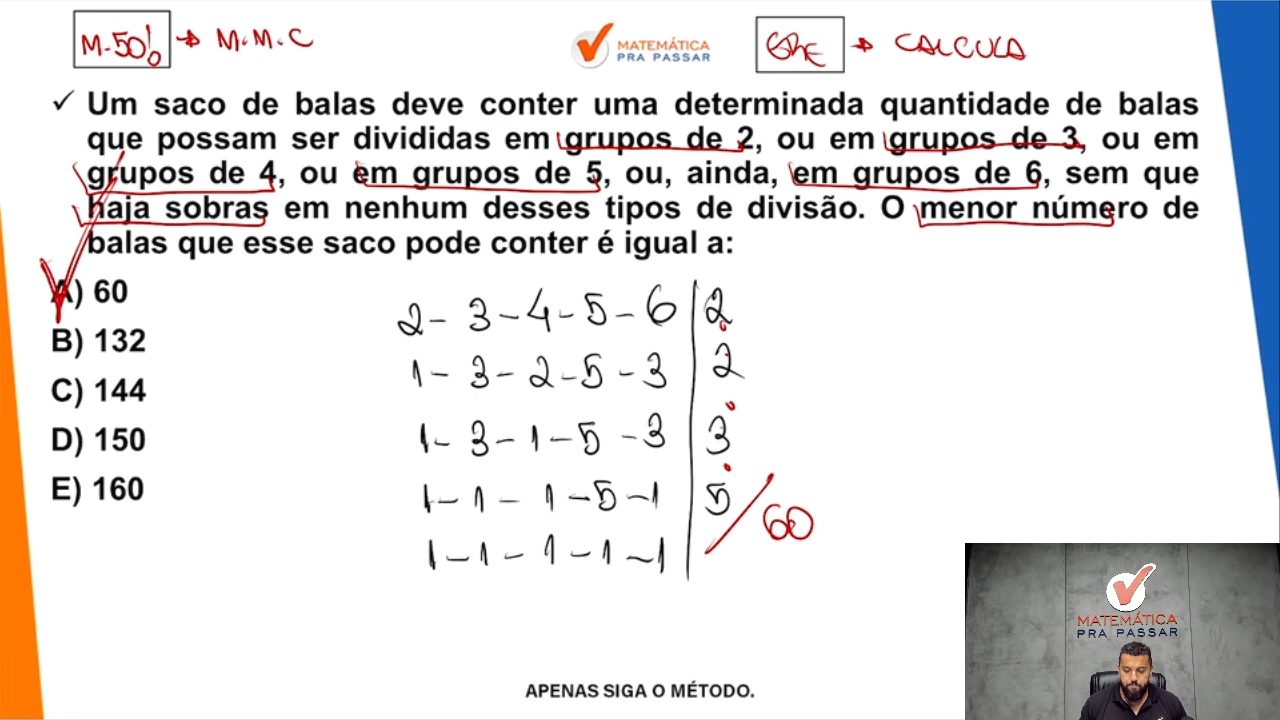 M-50% → M.M.C
MATEMÁTICA
PRA PASSAR
→ CALCULA
✓ Um saco de balas deve conter uma determinada quantidade de balas
que possam ser divididas em grupos de 2, ou em grupos de 3, ou em
grupos de 4, ou em grupos de 5, ou, ainda, em grupos de 6, sem que
haja sobras em nenhum desses tipos de divisão. O menor número de
balas que esse saco pode conter é igual a:
A) 60
B) 132
C) 144
D) 150
E) 160
2 - 3 - 4 - 5 - 6 | 2
1 - 3 - 2 - 5 - 3 | 2
1 - 3 - 1 - 5 - 3 | 3
1 - 1 - 1 - 5 - 1 | 5
1 - 1 - 1 - 1 - 1 | / 60
MATEMÁTICA
PRA PASSAR
APENAS SIGA O MÉTODO.